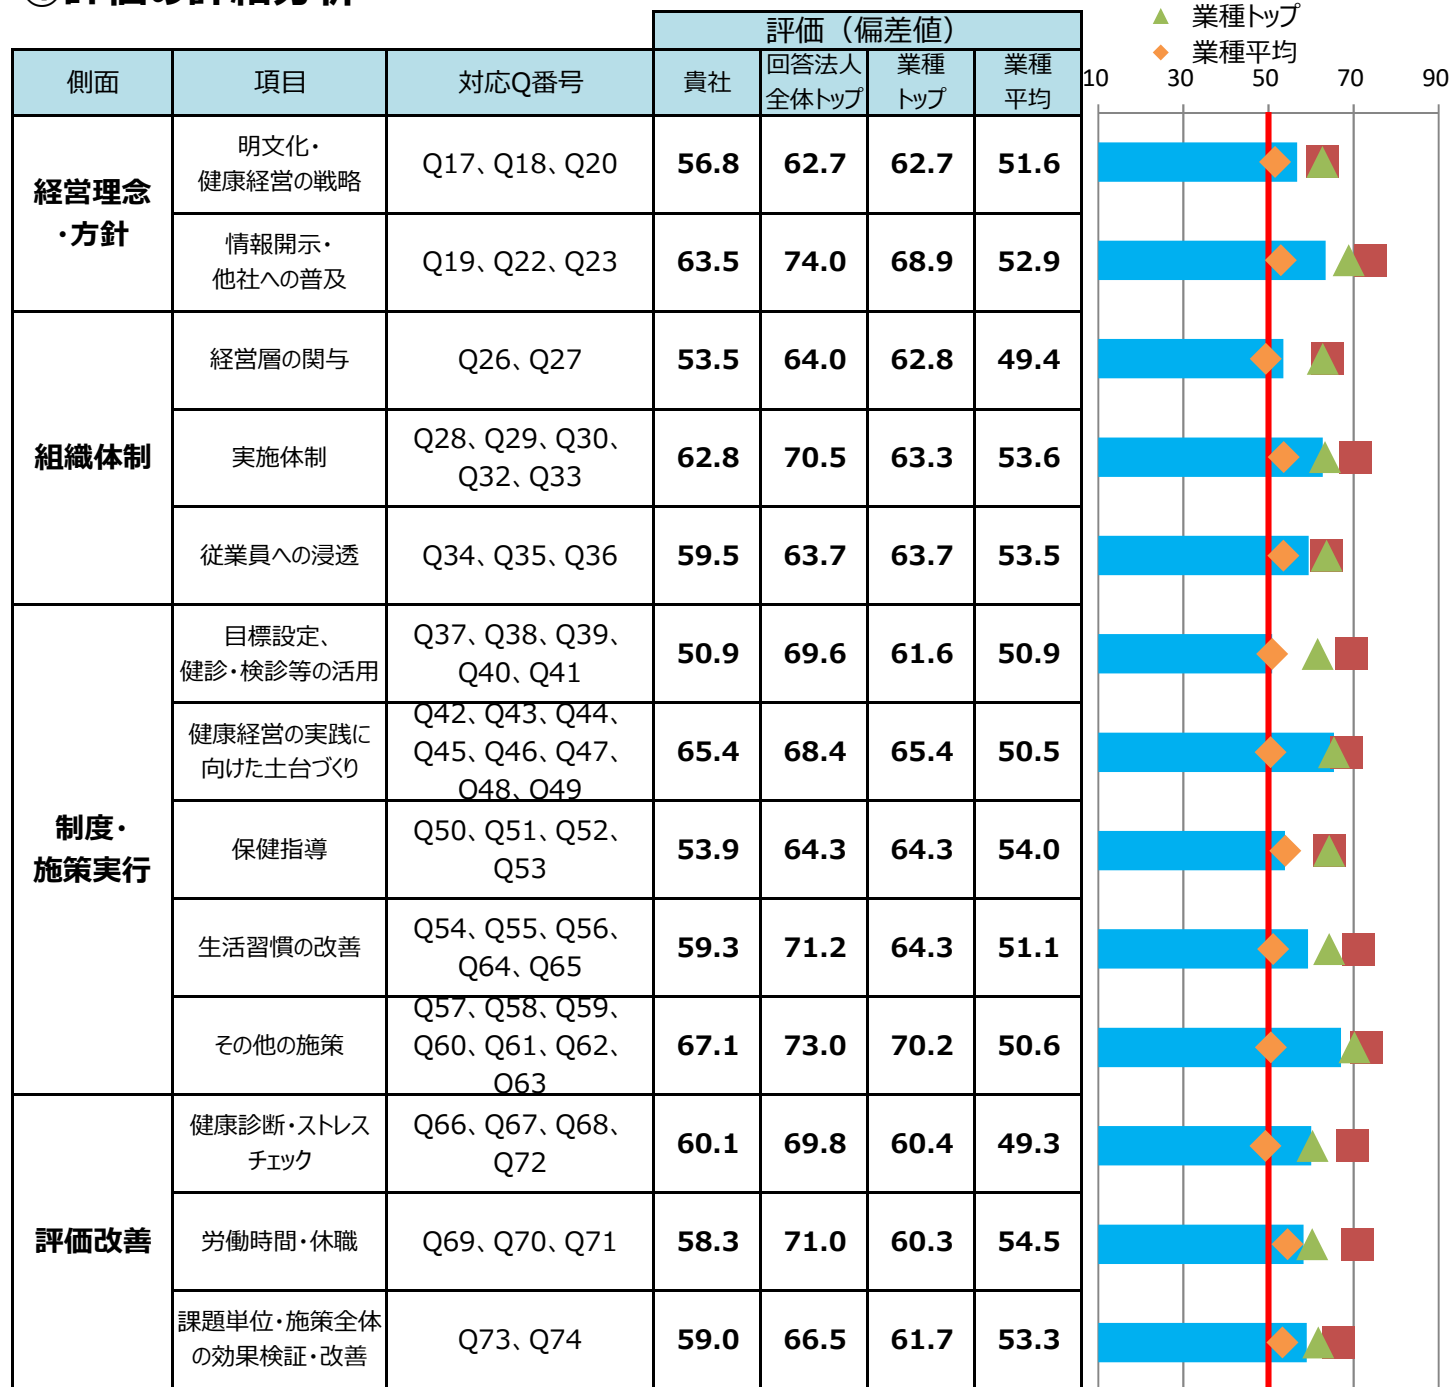 ①評価の詳細分析
▲ 業種トップ
◆ 業種平均
評価（偏差値）
側面 項目 対応Q番号 貴社 回答法人 業種 業種
全体トップ トップ 平均
10 30 50 70 90
経営理念
・方針
明文化・
健康経営の戦略
Q17、Q18、Q20 56.8 62.7 62.7 51.6
情報開示・
他社への普及
Q19、Q22、Q23 63.5 74.0 68.9 52.9
組織体制
経営層の関与 Q26、Q27 53.5 64.0 62.8 49.4
実施体制
Q28、Q29、Q30、
Q32、Q33
62.8 70.5 63.3 53.6
従業員への浸透 Q34、Q35、Q36 59.5 63.7 63.7 53.5
制度・
施策実行
目標設定、
健診・検診等の活用
Q37、Q38、Q39、
Q40、Q41
50.9 69.6 61.6 50.9
健康経営の実践に
向けた土台づくり
Q42、Q43、Q44、
Q45、Q46、Q47、
Q48、Q49
65.4 68.4 65.4 50.5
保健指導
Q50、Q51、Q52、
Q53
53.9 64.3 64.3 54.0
生活習慣の改善
Q54、Q55、Q56、
Q64、Q65
59.3 71.2 64.3 51.1
その他の施策
Q57、Q58、Q59、
Q60、Q61、Q62、
Q63
67.1 73.0 70.2 50.6
評価改善
健康診断・ストレス
チェック
Q66、Q67、Q68、
Q72
60.1 69.8 60.4 49.3
労働時間・休職 Q69、Q70、Q71 58.3 71.0 60.3 54.5
課題単位・施策全体
の効果検証・改善
Q73、Q74 59.0 66.5 61.7 53.3